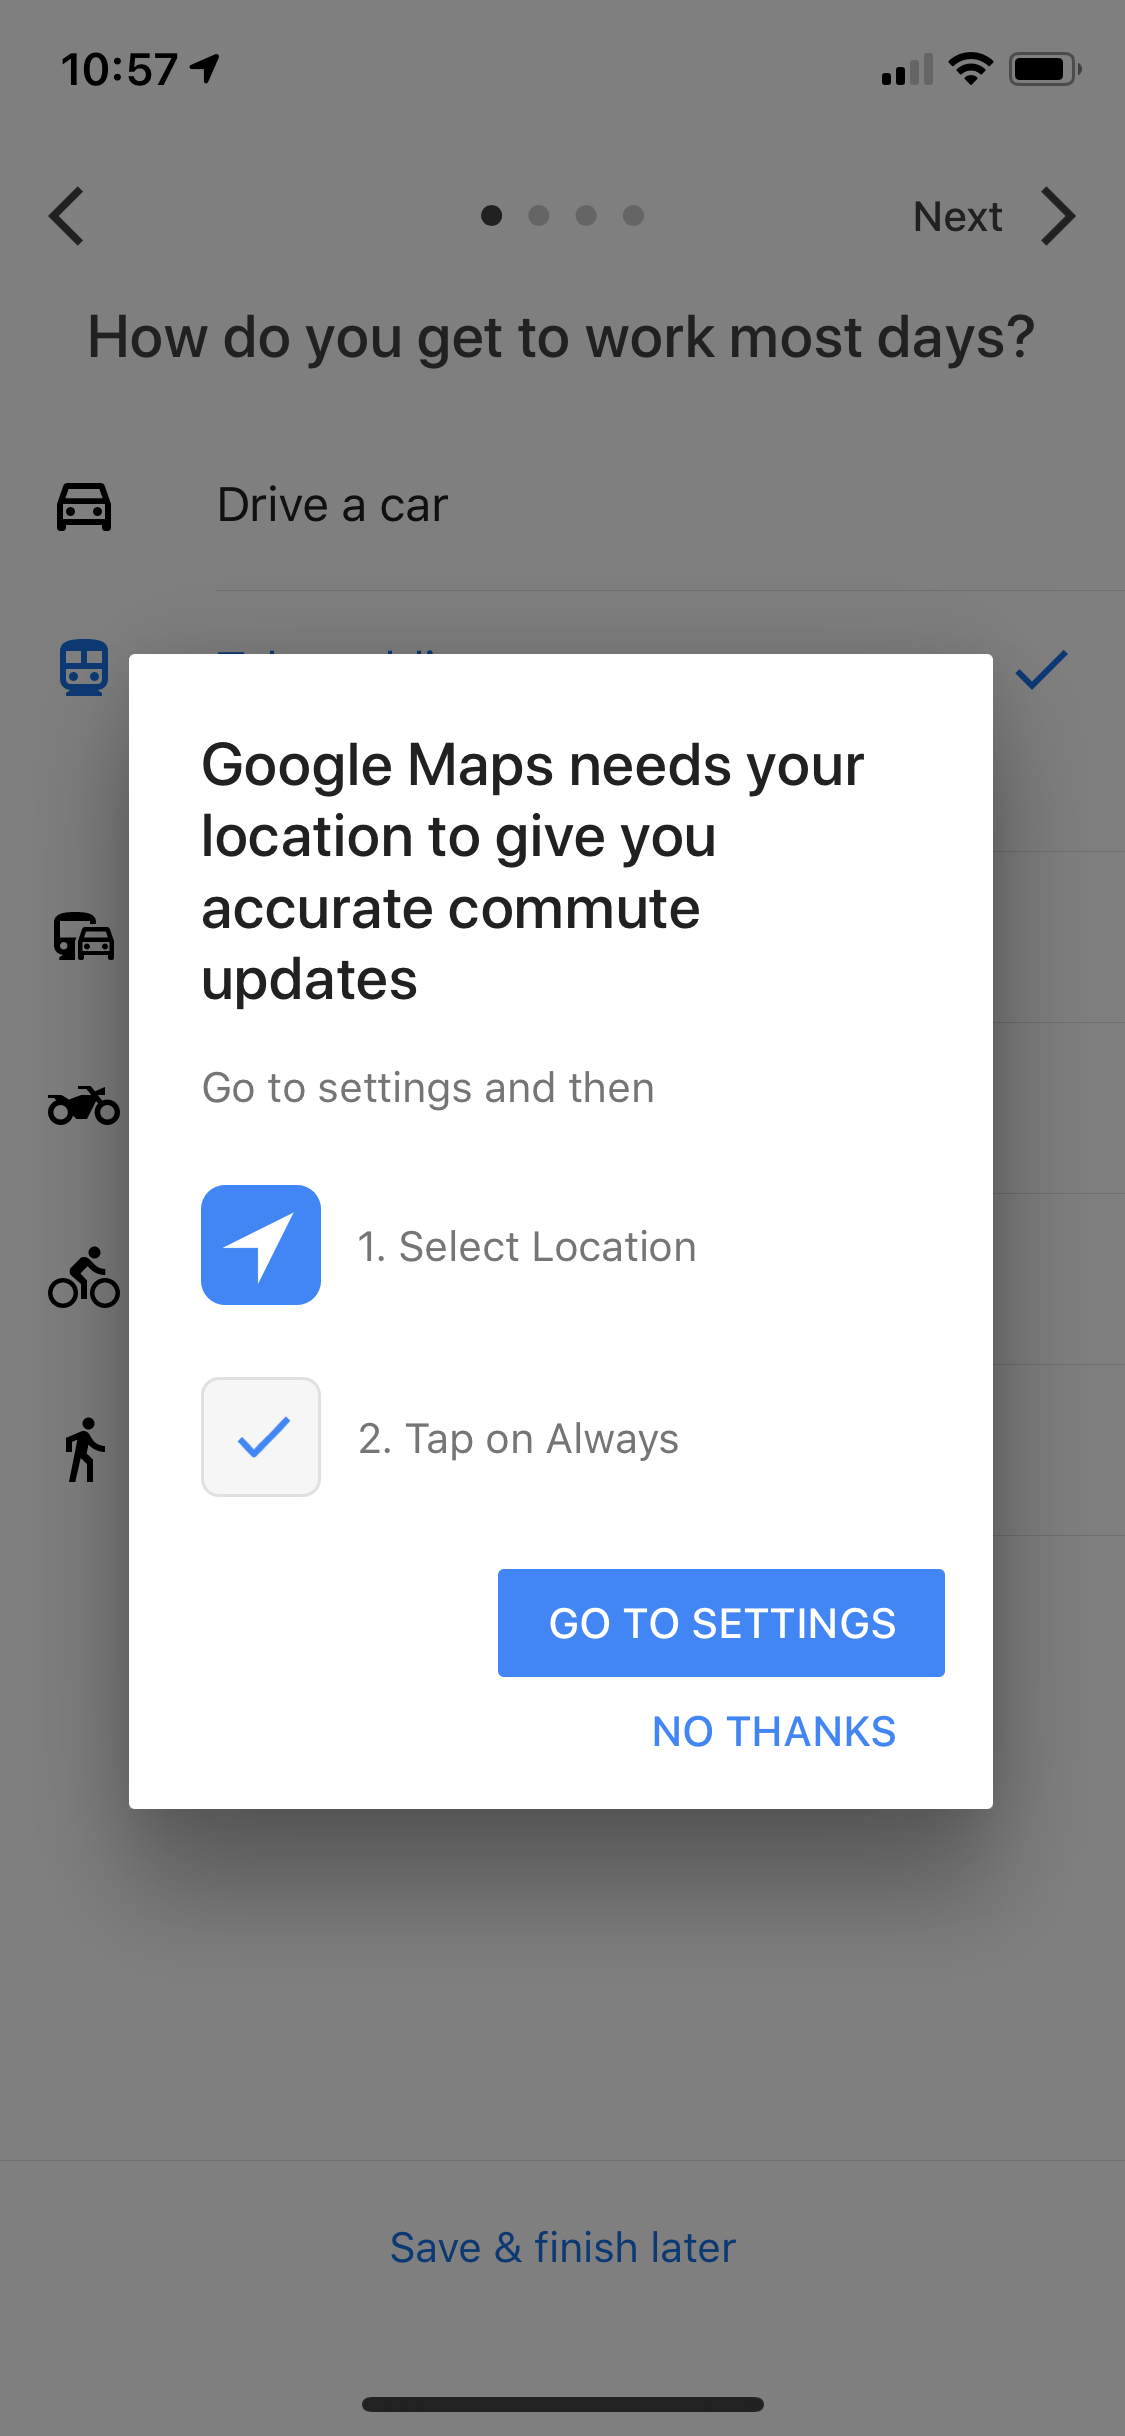 10:57
Next
How do you get to work most days?
Drive a car
Google Maps needs your
location to give you
accurate commute
updates
Go to settings and then
1. Select Location
2. Tap on Always
GO TO SETTINGS
NO THANKS
Save & finish later